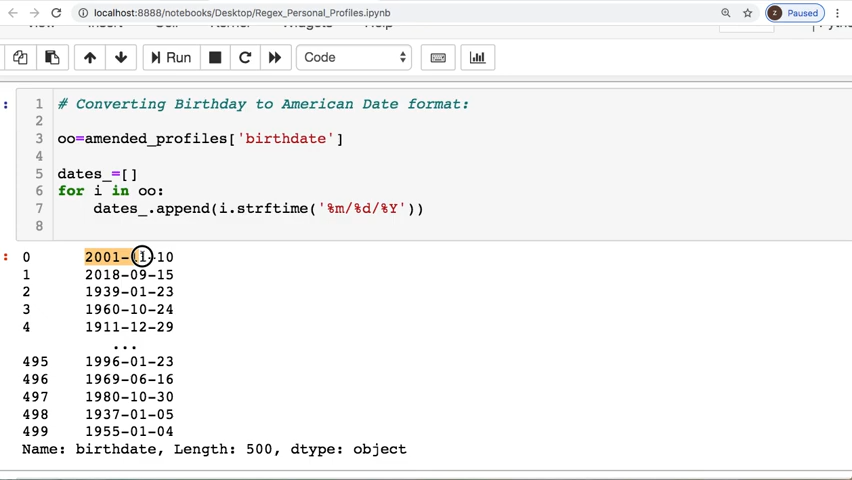 localhost:8888/notebooks/Desktop/Regex_Personal_Profiles.ipynb
Z Paused
Run
Code
1 # Converting Birthday to American Date format:
2
3 oo=amended_profiles['birthdate']
4
5 dates_=[]
6 for i in oo:
7 dates_.append(i.strftime('%m/%d/%Y'))
8
0 2001-11-10
1 2018-09-15
2 1939-01-23
3 1960-10-24
4 1911-12-29
...
495 1996-01-23
496 1969-06-16
497 1980-10-30
498 1937-01-05
499 1955-01-04
Name: birthdate, Length: 500, dtype: object